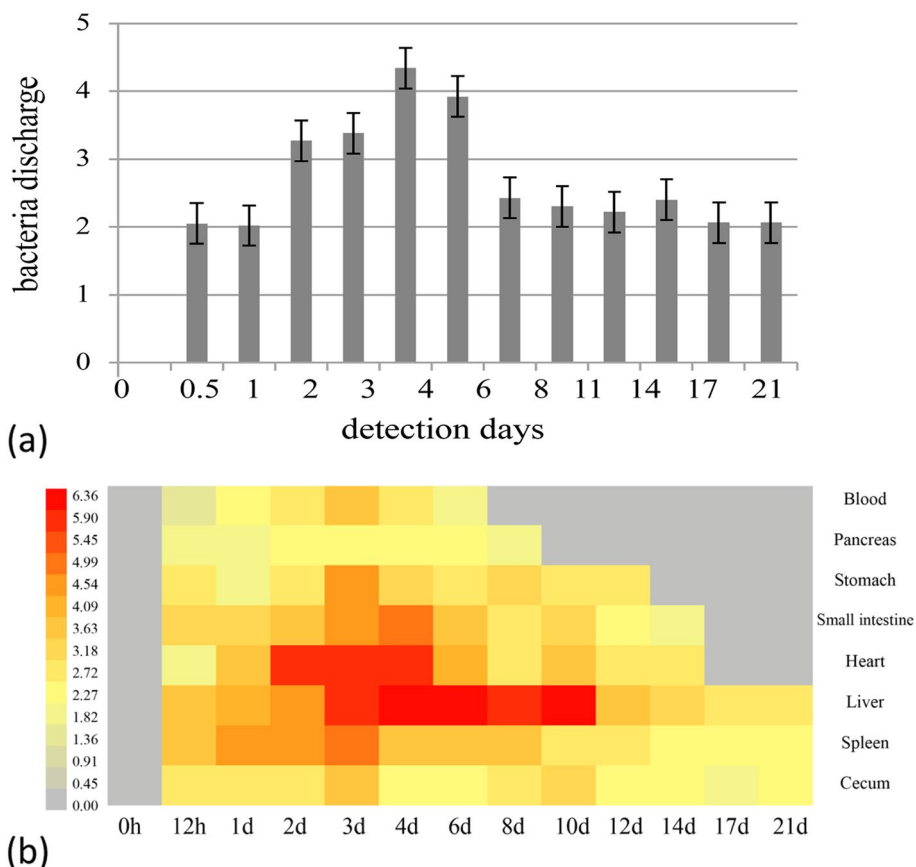 5
4
3
2
1
0
bacteria discharge
0 0.5 1 2 3 4 6 8 11 14 17 21
detection days
(a)
6.36
5.90
5.45
4.99
4.54
4.09
3.63
3.18
2.72
2.27
1.82
1.36
0.91
0.45
0.00
Blood
Pancreas
Stomach
Small intestine
Heart
Liver
Spleen
Cecum
0h 12h 1d 2d 3d 4d 6d 8d 10d 12d 14d 17d 21d
(b)